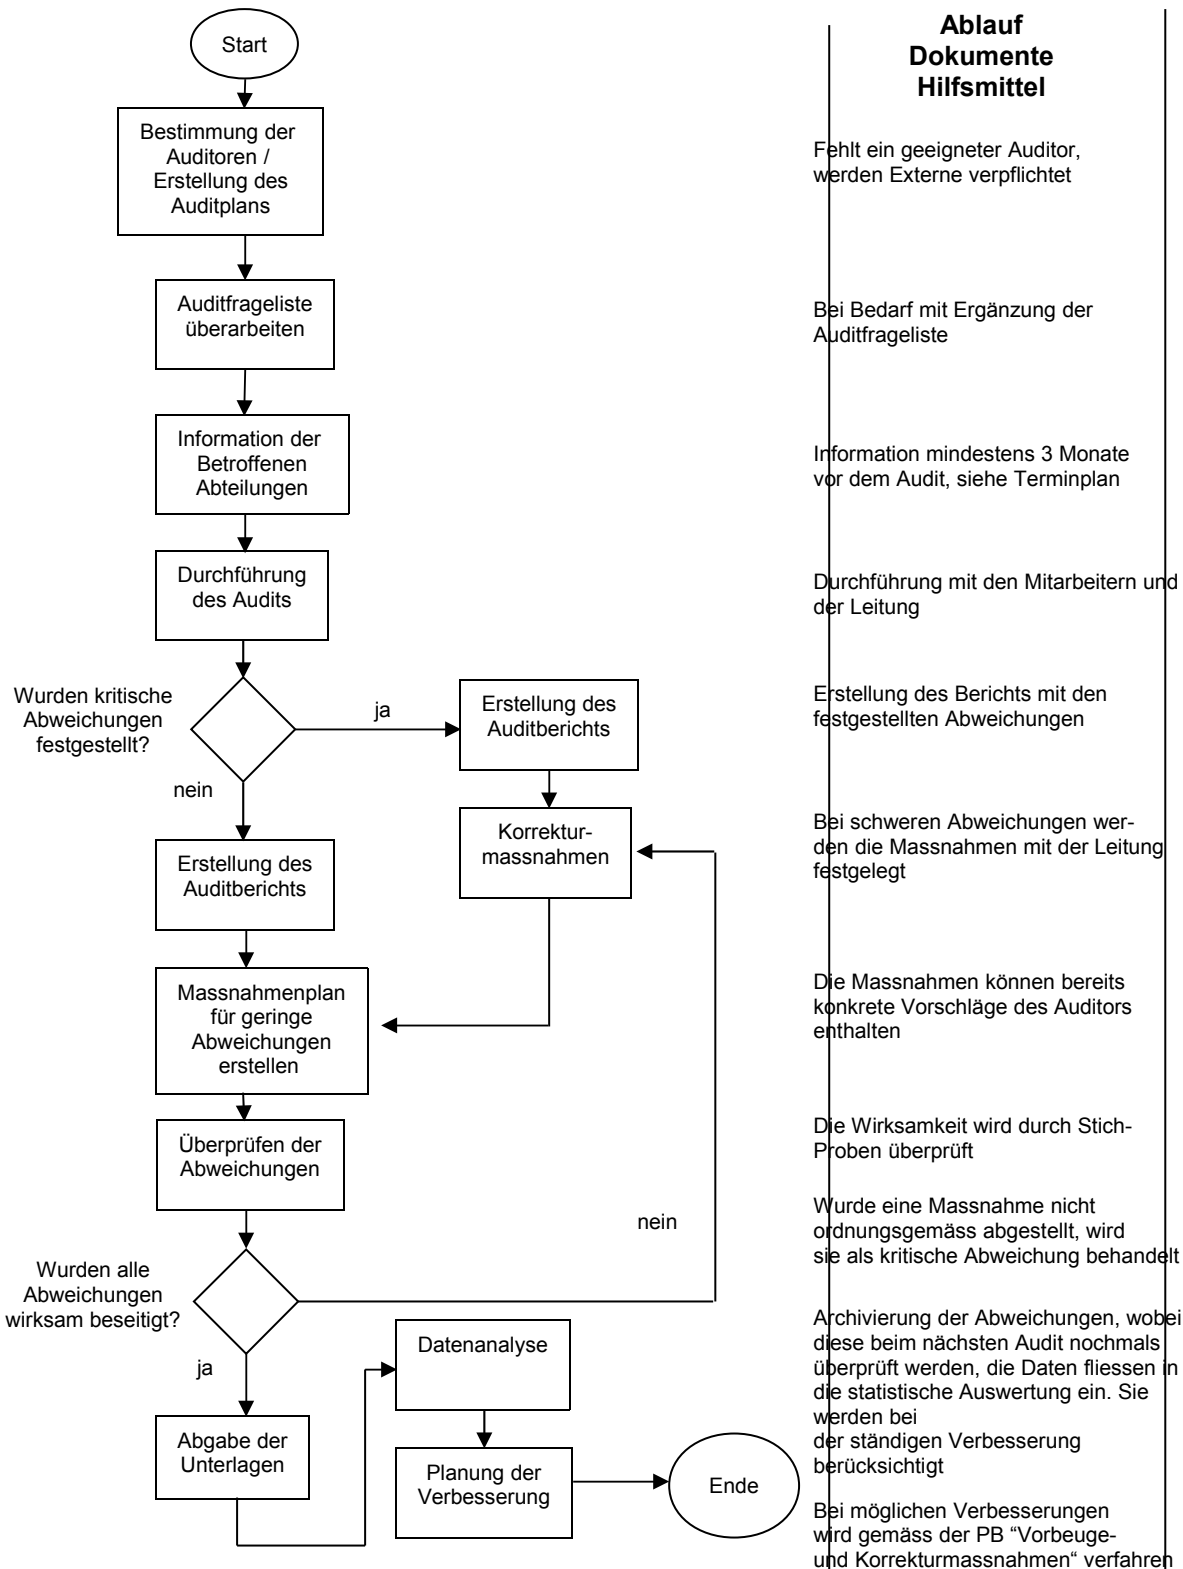 Start
Bestimmung der
Auditoren /
Erstellung des
Auditplans
Auditfrageliste
überarbeiten
Information der
Betroffenen
Abteilungen
Durchführung
des Audits
Wurden kritische
Abweichungen
festgestellt?
ja
nein
Erstellung des
Auditberichts
Korrektur-
massnahmen
Erstellung des
Auditberichts
Massnahmenplan
für geringe
Abweichungen
erstellen
Überprüfen der
Abweichungen
Wurden alle
Abweichungen
wirksam beseitigt?
nein
ja
Abgabe der
Unterlagen
Datenanalyse
Planung der
Verbesserung
Ende
Ablauf
Dokumente
Hilfsmittel
Fehlt ein geeigneter Auditor,
werden Externe verpflichtet
Bei Bedarf mit Ergänzung der
Auditfrageliste
Information mindestens 3 Monate
vor dem Audit, siehe Terminplan
Durchführung mit den Mitarbeitern und
der Leitung
Erstellung des Berichts mit den
festgestellten Abweichungen
Bei schweren Abweichungen wer-
den die Massnahmen mit der Leitung
festgelegt
Die Massnahmen können bereits
konkrete Vorschläge des Auditors
enthalten
Die Wirksamkeit wird durch Stich-
Proben überprüft
Wurde eine Massnahme nicht
ordnungsgemäss abgestellt, wird
sie als kritische Abweichung behandelt
Archivierung der Abweichungen, wobei
diese beim nächsten Audit nochmals
überprüft werden, die Daten fliessen in
die statistische Auswertung ein. Sie
werden bei
der ständigen Verbesserung
berücksichtigt
Bei möglichen Verbesserungen
wird gemäss der PB “Vorbeuge-
und Korrekturmassnahmen“ verfahren